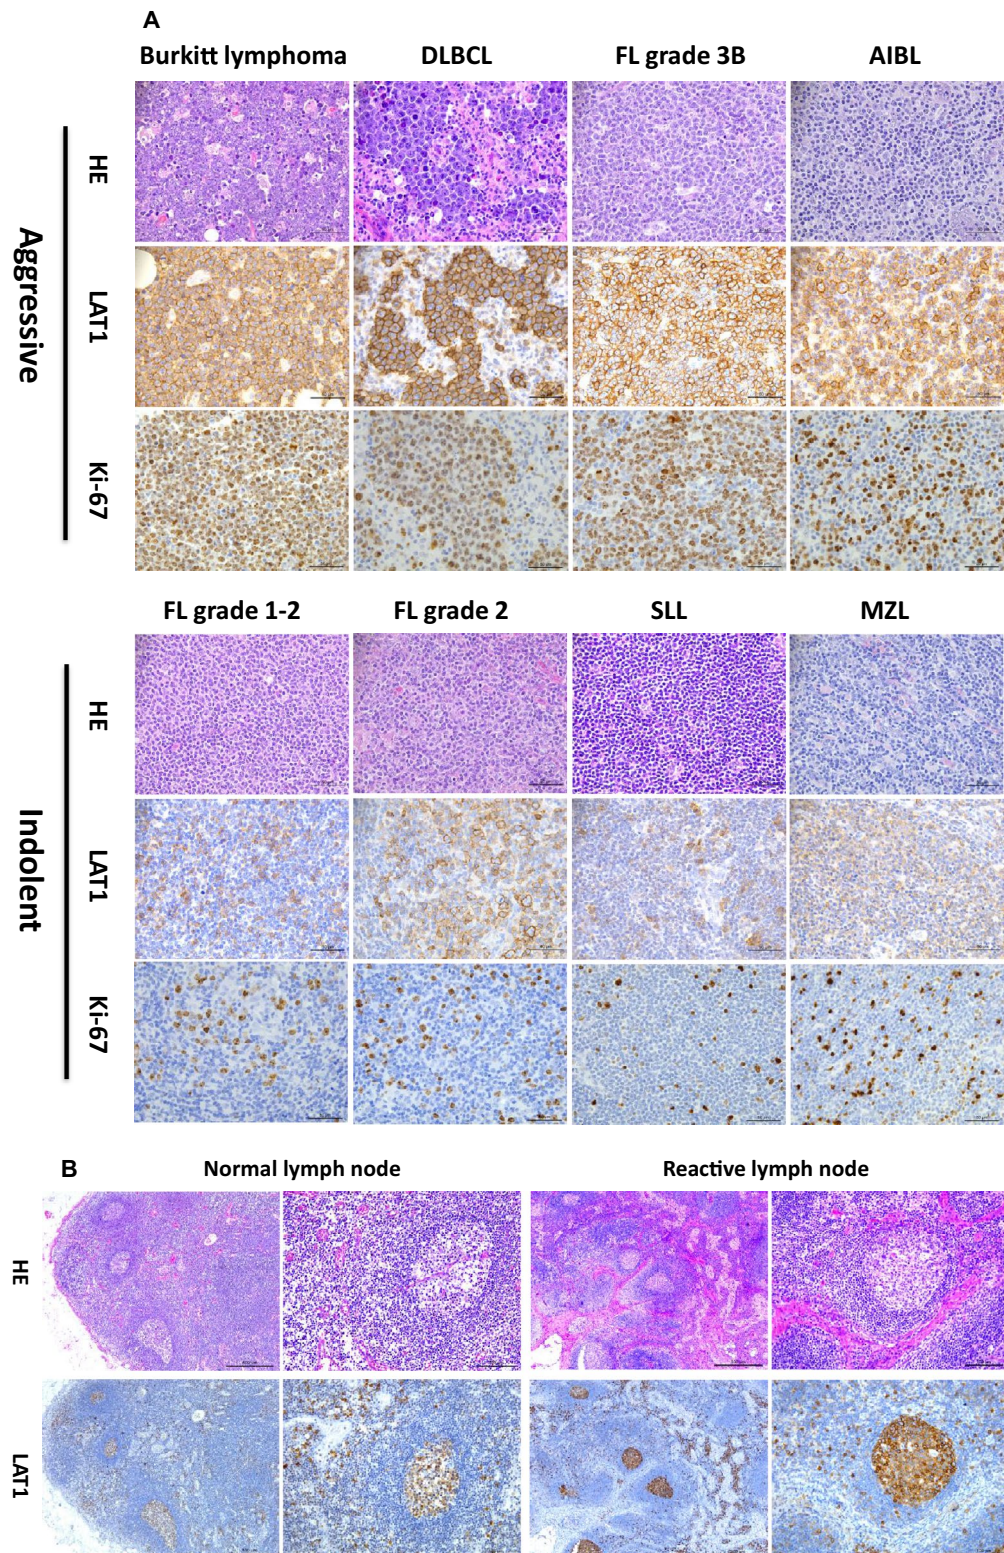 A
Burkitt lymphoma DLBCL FL grade 3B AIBL
Aggressive
HE
LAT1
Ki-67
FL grade 1-2 FL grade 2 SLL MZL
Indolent
HE
LAT1
Ki-67
B
Normal lymph node Reactive lymph node
HE
LAT1